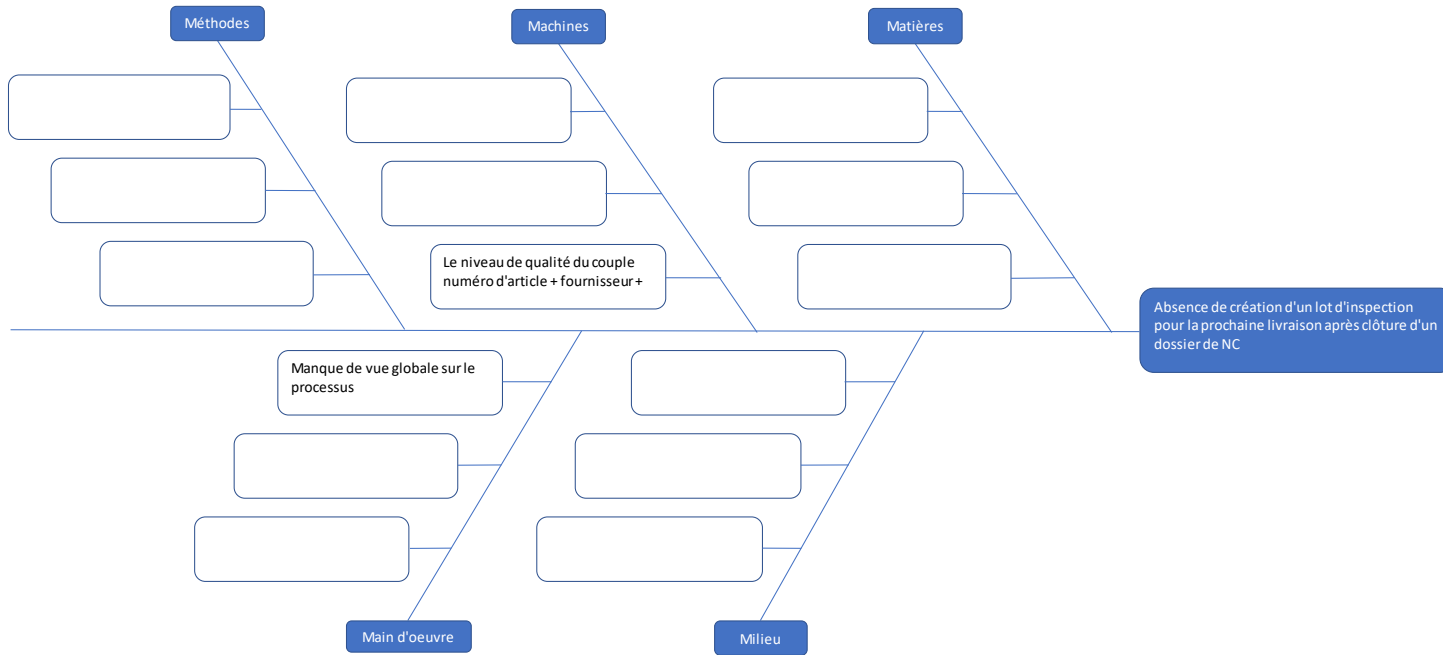 Méthodes
Machines
Matières
Le niveau de qualité du couple
numéro d'article + fournisseur +
Absence de création d'un lot d'inspection
pour la prochaine livraison après clôture d'un
dossier de NC
Manque de vue globale sur le
processus
Main d'oeuvre
Milieu